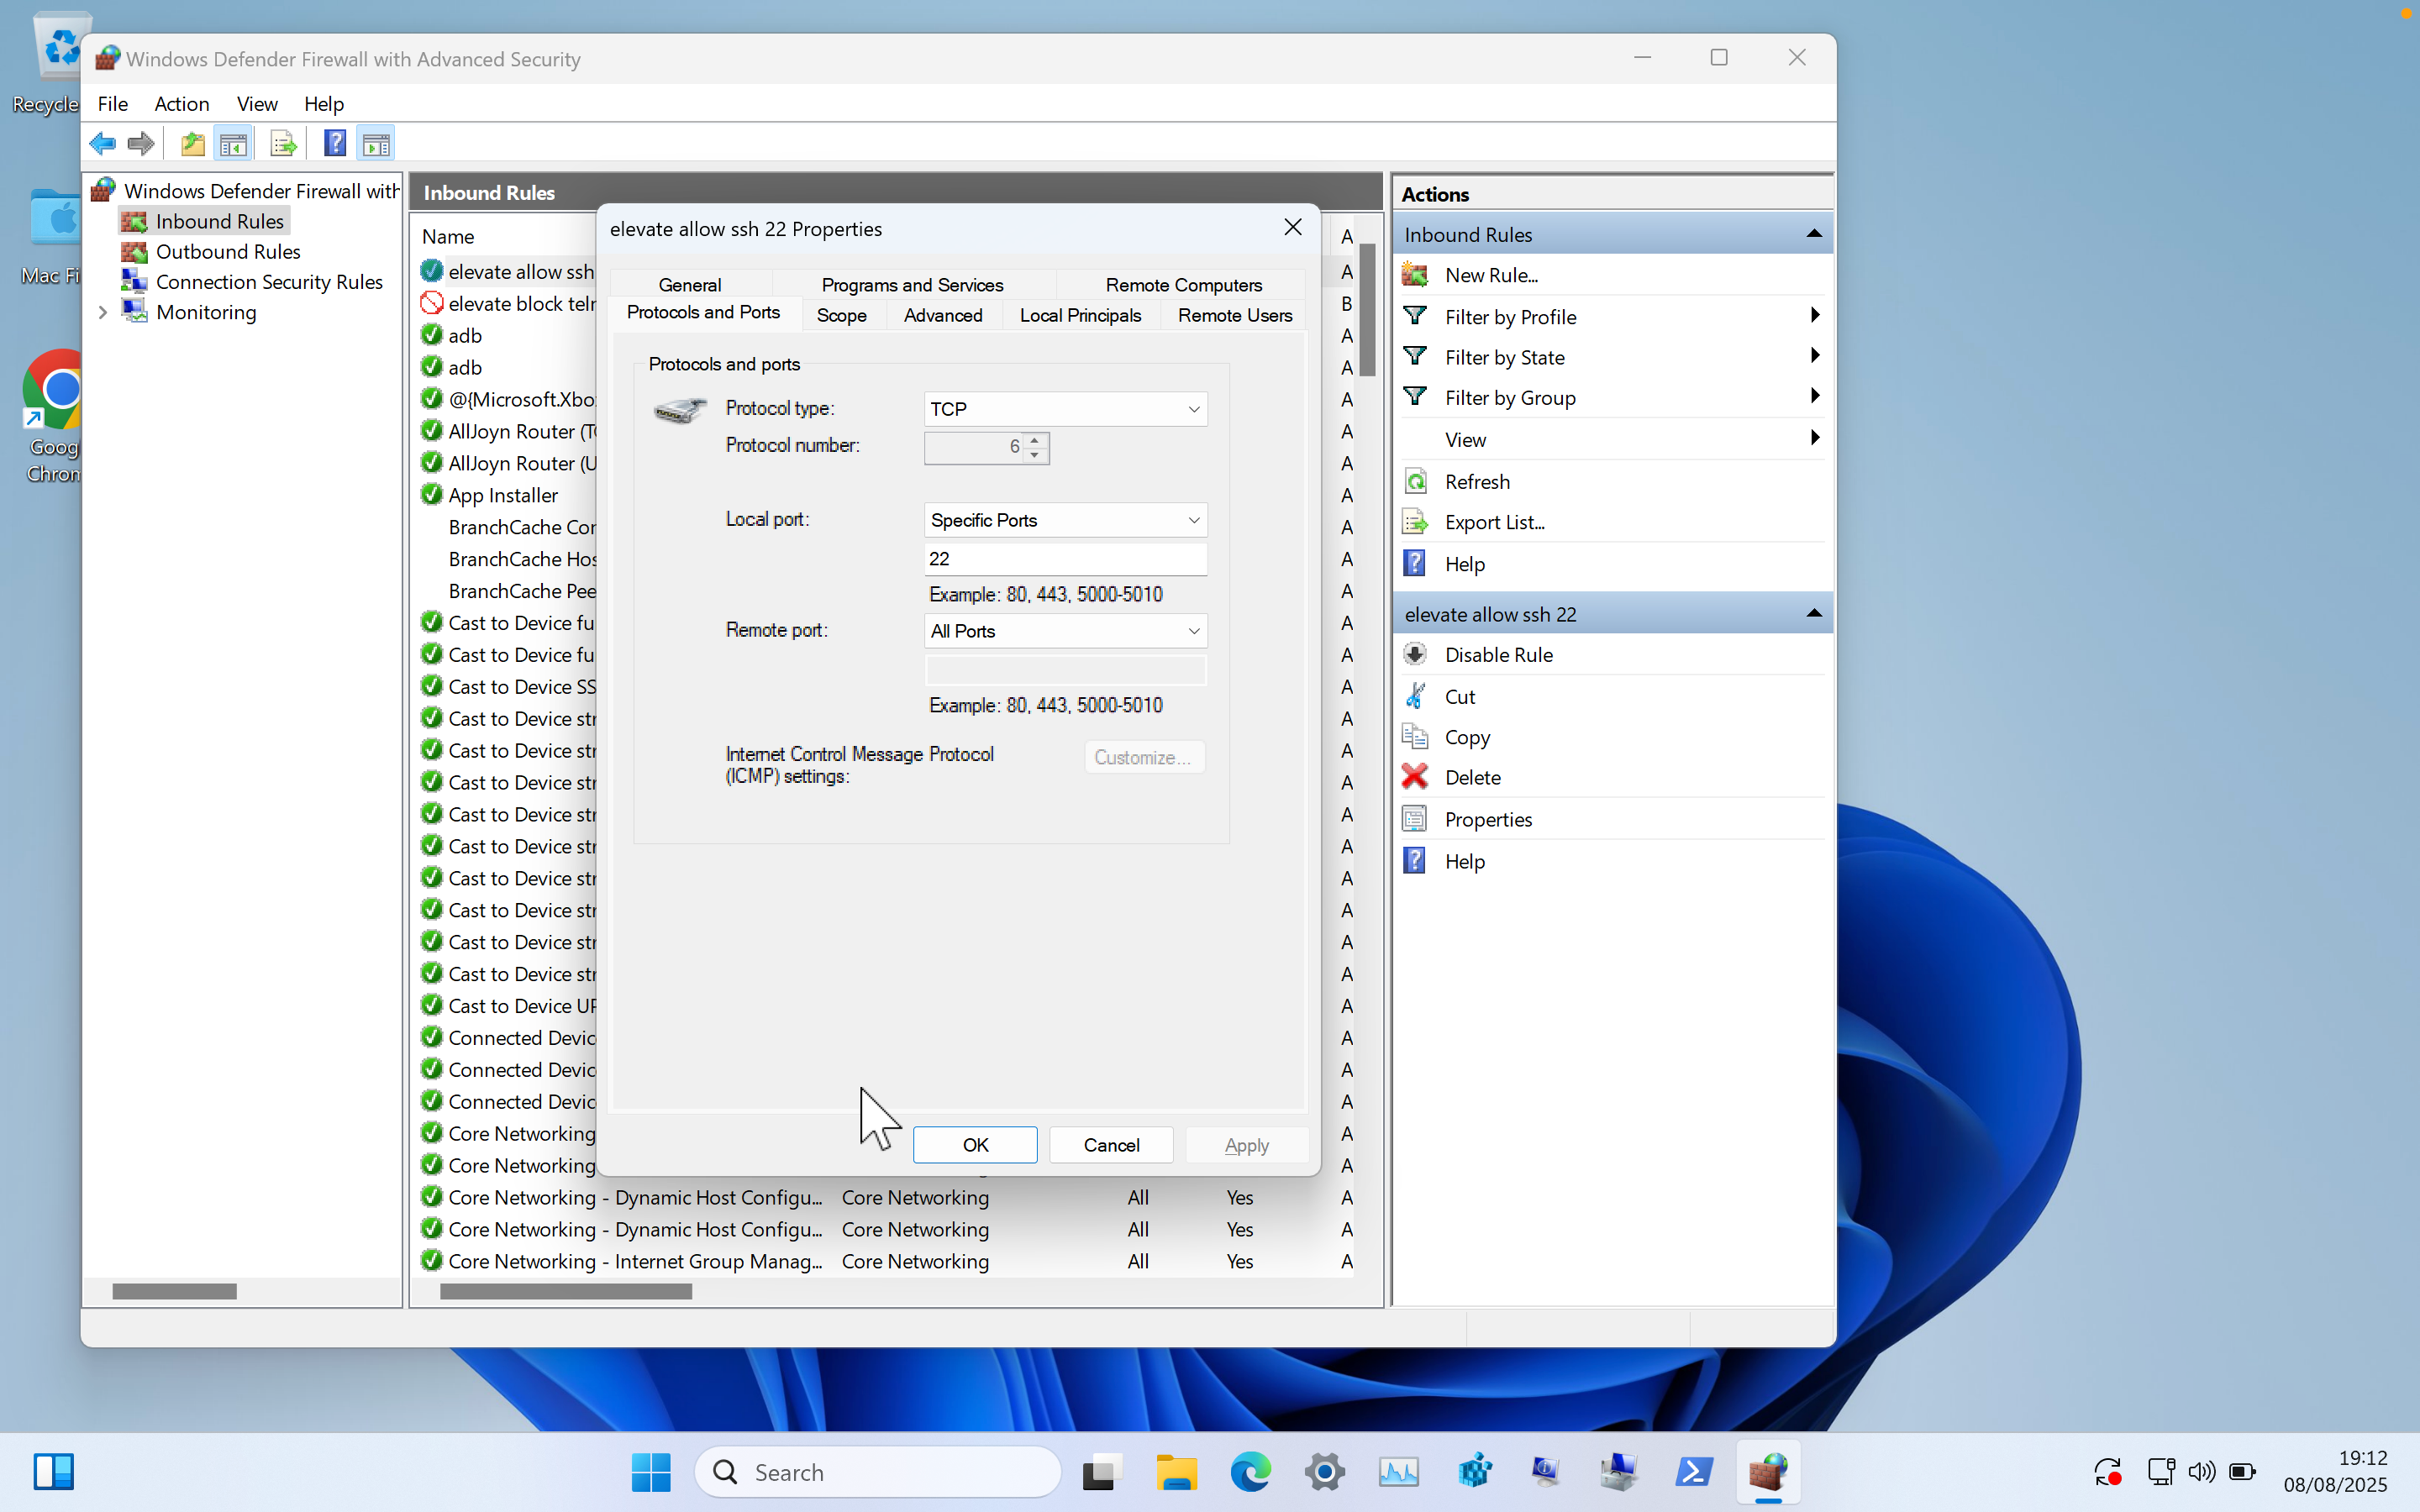 Recycle
Mac Fi
Goog
Chrom
Windows Defender Firewall with Advanced Security
File Action View Help
Windows Defender Firewall with
Inbound Rules
Outbound Rules
Connection Security Rules
Monitoring
Inbound Rules
Name A
elevate allow ssh A
elevate block teln B
adb A
adb A
@{Microsoft.Xbo A
AllJoyn Router (TC A
AllJoyn Router (U A
App Installer A
BranchCache Con A
BranchCache Hos A
BranchCache Pee A
Cast to Device fu A
Cast to Device fu A
Cast to Device SS A
Cast to Device str A
Cast to Device str A
Cast to Device str A
Cast to Device str A
Cast to Device str A
Cast to Device str A
Cast to Device str A
Cast to Device str A
Cast to Device str A
Cast to Device UP A
Connected Devic A
Connected Devic A
Connected Devic A
Core Networking A
Core Networking A
Core Networking - Dynamic Host Configu... Core Networking All Yes A
Core Networking - Dynamic Host Configu... Core Networking All Yes A
Core Networking - Internet Group Manag... Core Networking All Yes A
elevate allow ssh 22 Properties
General Programs and Services Remote Computers
Protocols and Ports Scope Advanced Local Principals Remote Users
Protocols and ports
Protocol type: TCP
Protocol number: 6
Local port: Specific Ports
22
Example: 80, 443, 5000-5010
Remote port: All Ports
Example: 80, 443, 5000-5010
Internet Control Message Protocol
(ICMP) settings: Customize...
OK Cancel Apply
Actions
Inbound Rules
New Rule...
Filter by Profile
Filter by State
Filter by Group
View
Refresh
Export List...
Help
elevate allow ssh 22
Disable Rule
Cut
Copy
Delete
Properties
Help
Search
19:12
08/08/2025